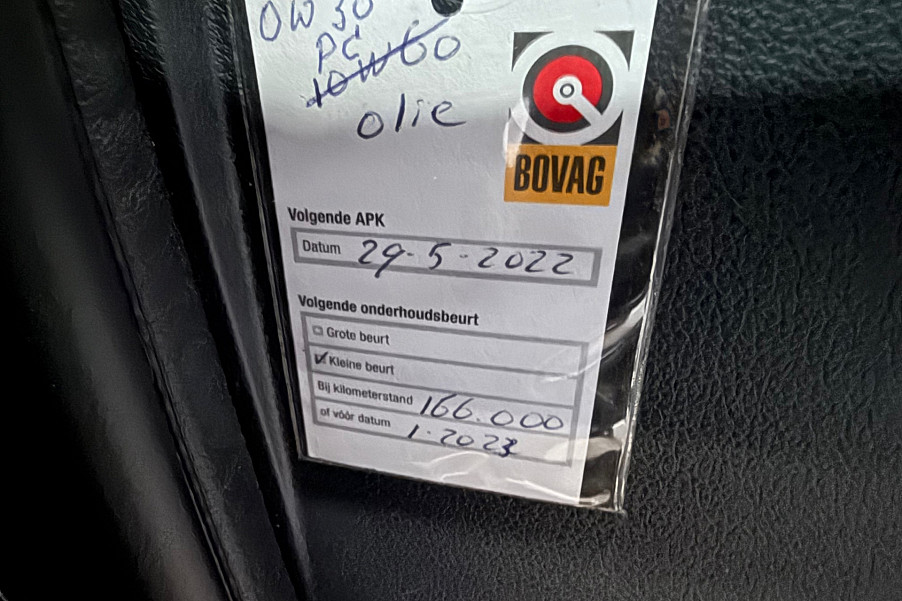 0W30
PC
10W60
olie
BOVAG
Volgende APK
Datum 29-5-2022
Volgende onderhoudsbeurt
Grote beurt
Kleine beurt
Bij kilometerstand 166.000
of vóór datum 1-2023